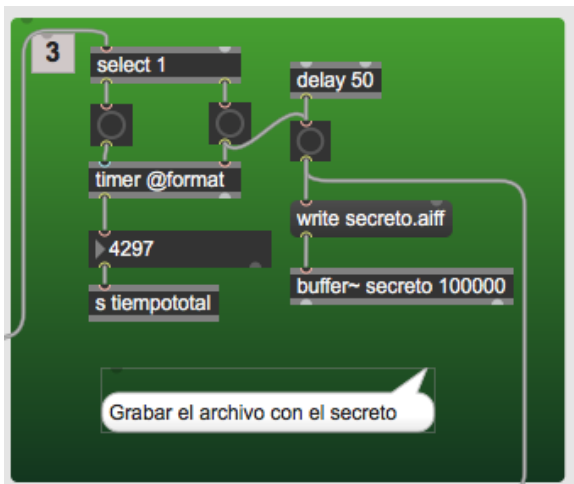 3
select 1
delay 50
timer @format
write secreto.aiff
4297
buffer~ secreto 100000
s tiempototal
Grabar el archivo con el secreto